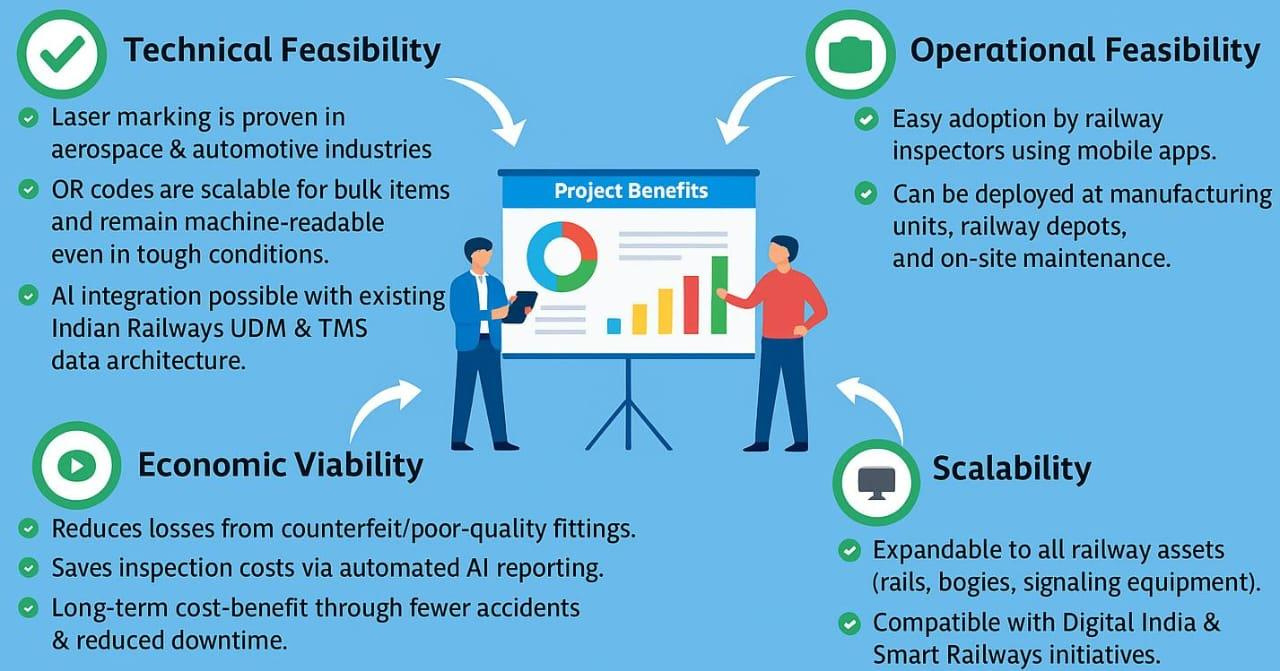 Technical Feasibility
Laser marking is proven in
aerospace & automotive industries
OR codes are scalable for bulk items
and remain machine-readable
even in tough conditions.
AI integration possible with existing
Indian Railways UDM & TMS
data architecture.
Operational Feasibility
Easy adoption by railway
inspectors using mobile apps.
Can be deployed at manufacturing
units, railway depots,
and on-site maintenance.
Project Benefits
Economic Viability
Reduces losses from counterfeit/poor-quality fittings.
Saves inspection costs via automated AI reporting.
Long-term cost-benefit through fewer accidents
& reduced downtime.
Scalability
Expandable to all railway assets
(rails, bogies, signaling equipment).
Compatible with Digital India &
Smart Railways initiatives.